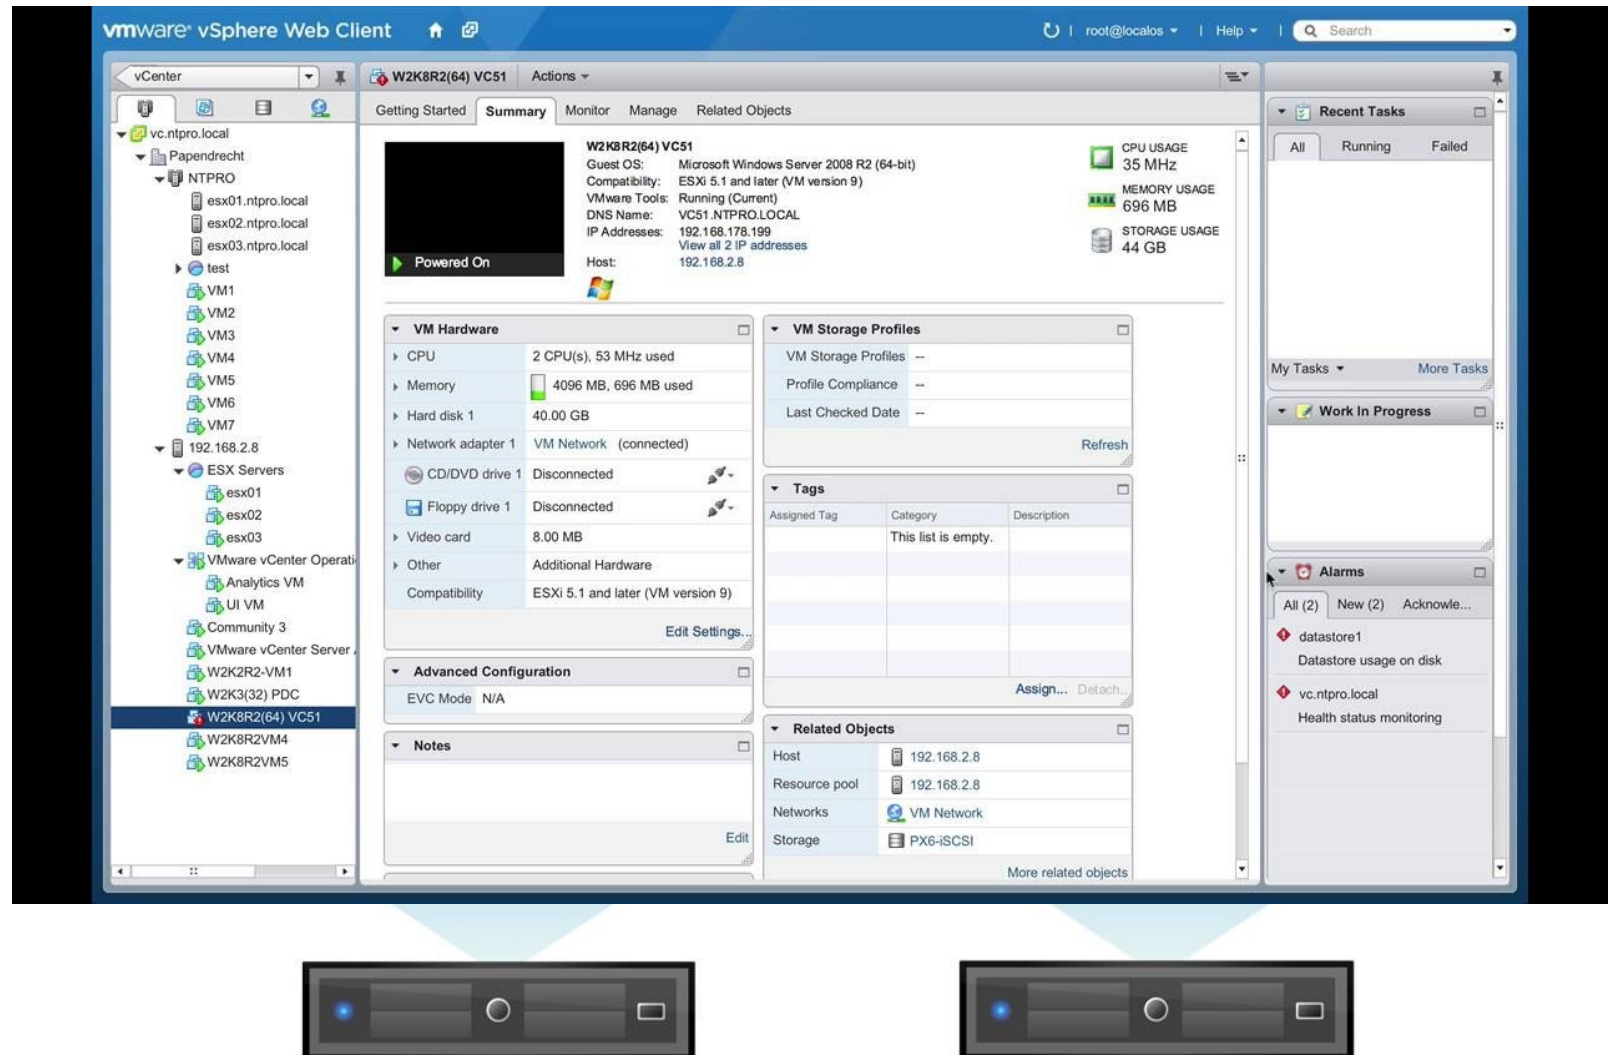 vmware® vSphere Web Client
root@localos
Help
Search
vCenter
vc.ntpro.local
Papendrecht
NTPRO
esx01.ntpro.local
esx02.ntpro.local
esx03.ntpro.local
test
VM1
VM2
VM3
VM4
VM5
VM6
VM7
192.168.2.8
ESX Servers
esx01
esx02
esx03
VMware vCenter Operati
Analytics VM
UI VM
Community 3
VMware vCenter Server
W2K2R2-VM1
W2K3(32) PDC
W2K8R2(64) VC51
W2K8R2VM4
W2K8R2VM5
W2K8R2(64) VC51 Actions
Getting Started Summary Monitor Manage Related Objects
Powered On
W2K8R2(64) VC51
Guest OS: Microsoft Windows Server 2008 R2 (64-bit)
Compatibility: ESXi 5.1 and later (VM version 9)
VMware Tools: Running (Current)
DNS Name: VC51.NTPRO.LOCAL
IP Addresses: 192.168.178.199
View all 2 IP addresses
Host: 192.168.2.8
CPU USAGE
35 MHz
MEMORY USAGE
696 MB
STORAGE USAGE
44 GB
VM Hardware
CPU 2 CPU(s), 53 MHz used
Memory 4096 MB, 696 MB used
Hard disk 1 40.00 GB
Network adapter 1 VM Network (connected)
CD/DVD drive 1 Disconnected
Floppy drive 1 Disconnected
Video card 8.00 MB
Other Additional Hardware
Compatibility ESXi 5.1 and later (VM version 9)
Edit Settings...
Advanced Configuration
EVC Mode N/A
Notes
Edit
VM Storage Profiles
VM Storage Profiles --
Profile Compliance --
Last Checked Date --
Refresh
Tags
Assigned Tag Category Description
This list is empty.
Assign... Detach...
Related Objects
Host 192.168.2.8
Resource pool 192.168.2.8
Networks VM Network
Storage PX6-iSCSI
More related objects
Recent Tasks
All Running Failed
My Tasks More Tasks
Work In Progress
Alarms
All (2) New (2) Acknowle...
datastore1
Datastore usage on disk
vc.ntpro.local
Health status monitoring